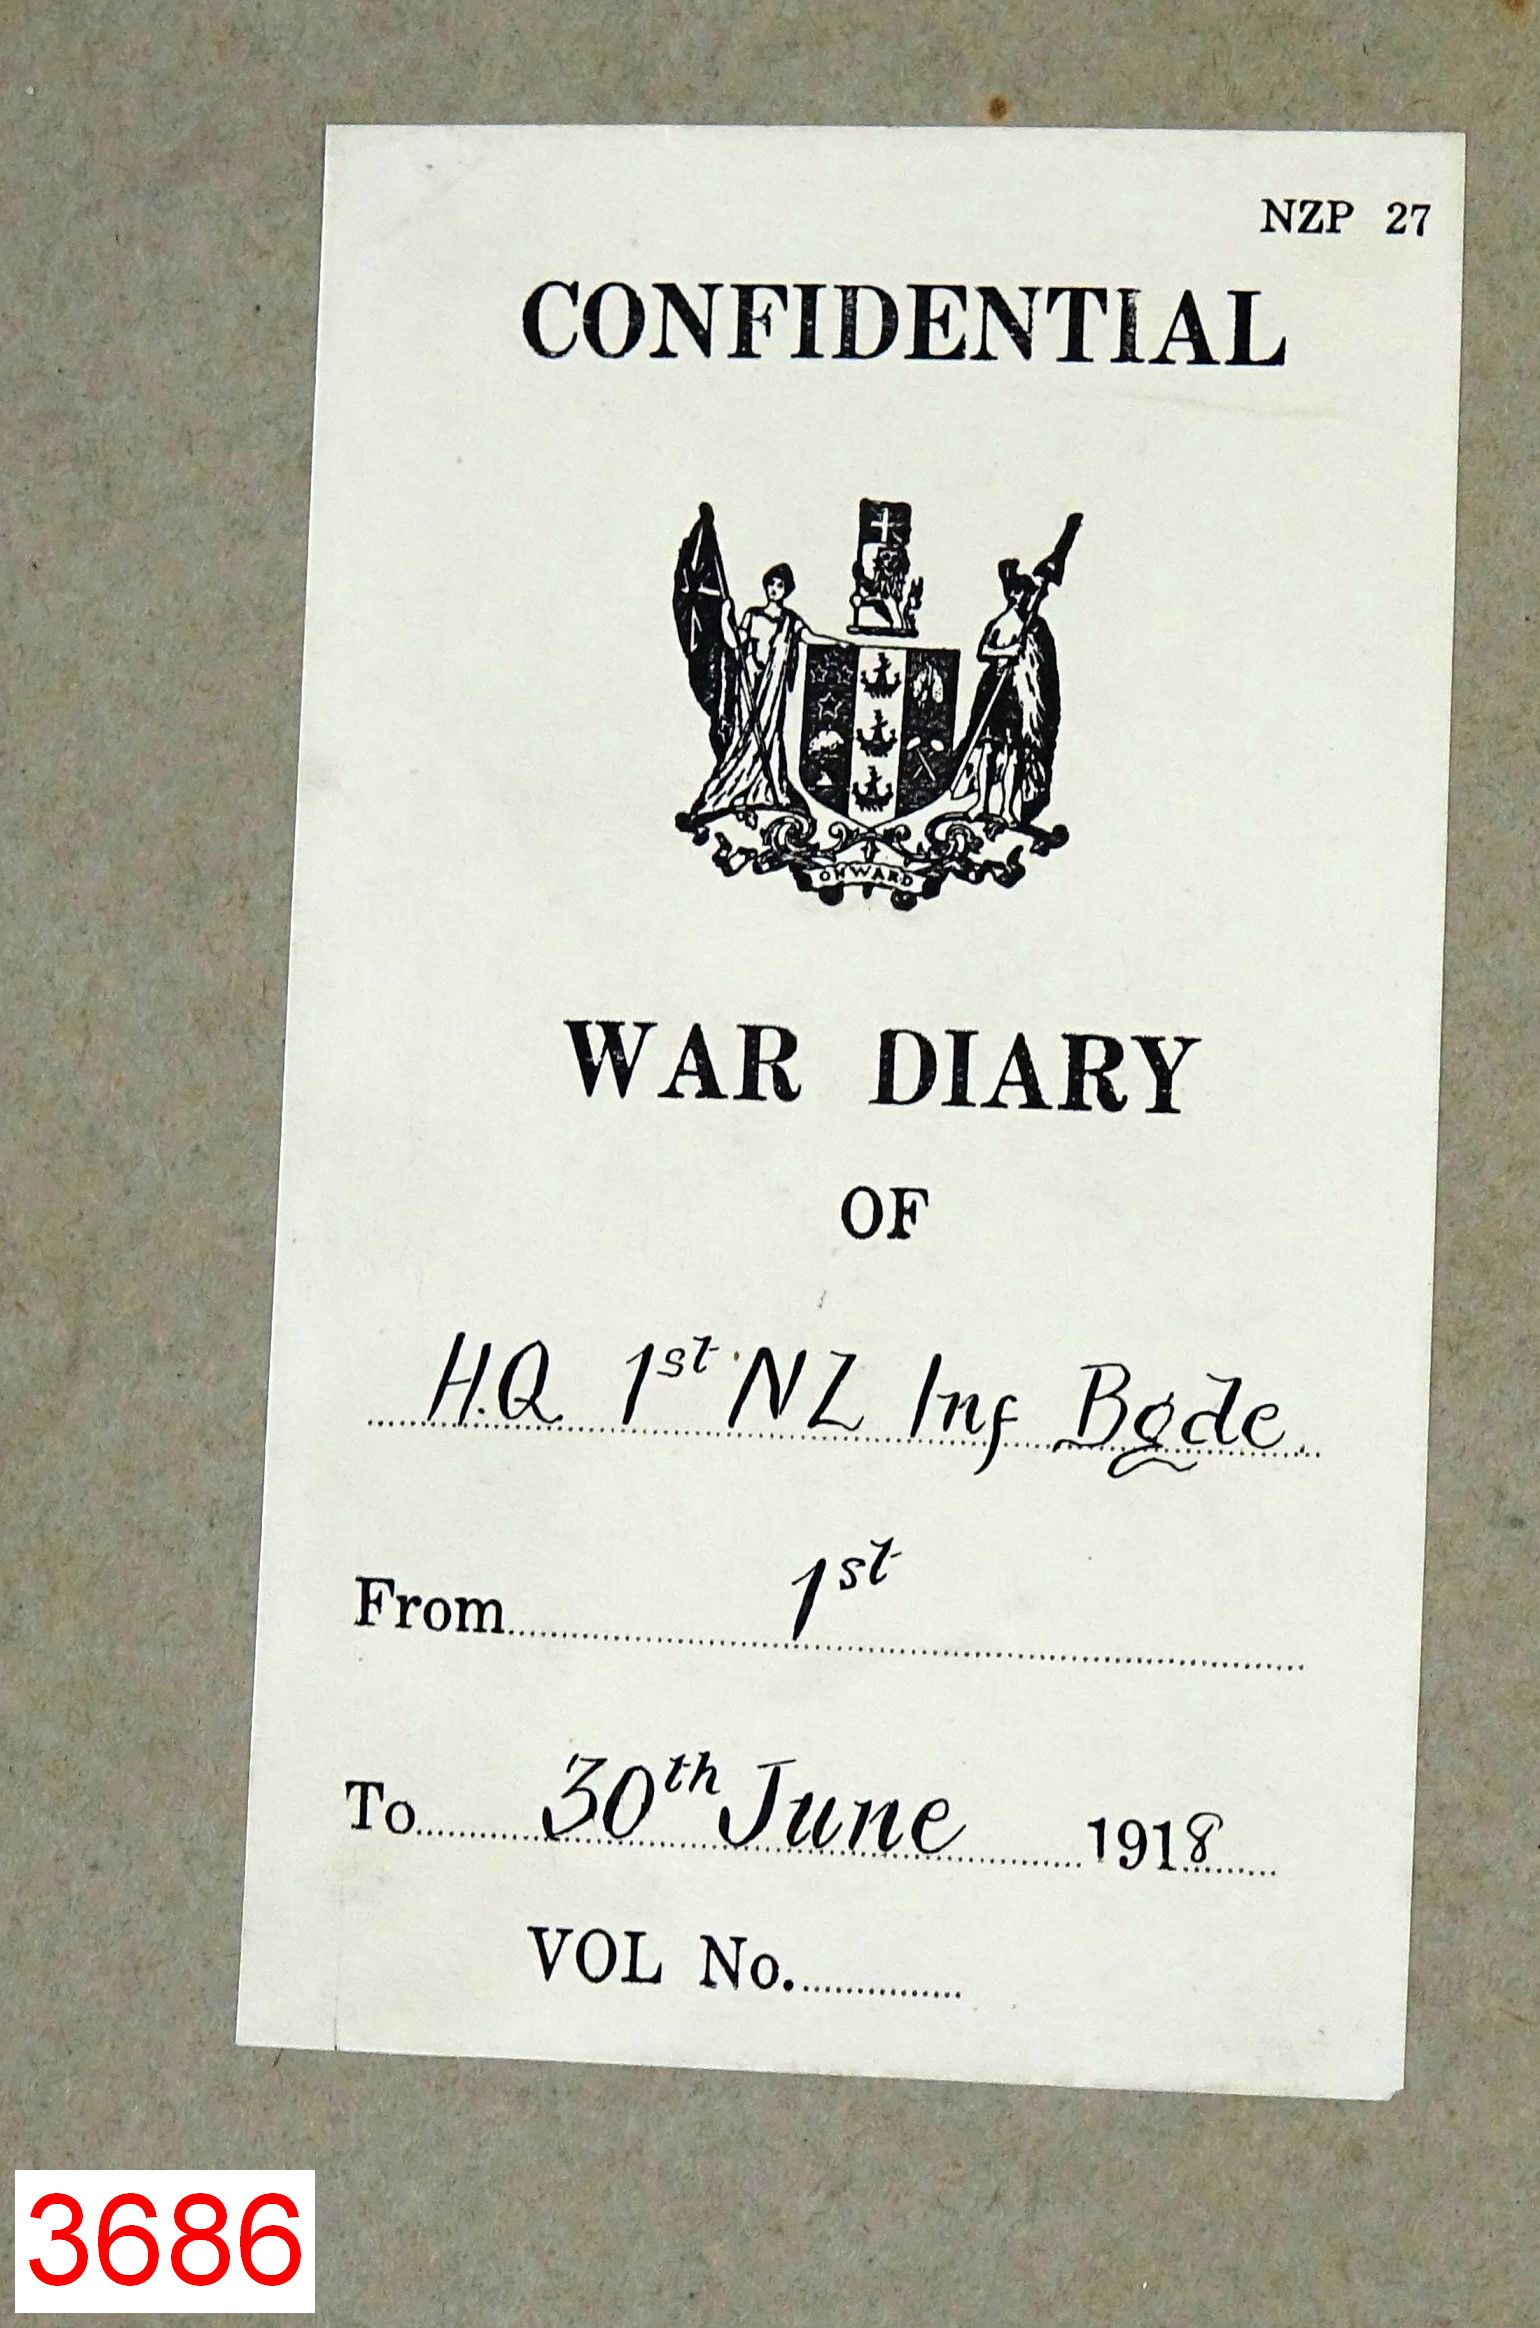 NZP 27
CONFIDENTIAL
ONWARD
WAR DIARY
OF
H.Q 1st NZ Inf Bgde.
From 1st
To 30th June 1918
VOL No.
3686